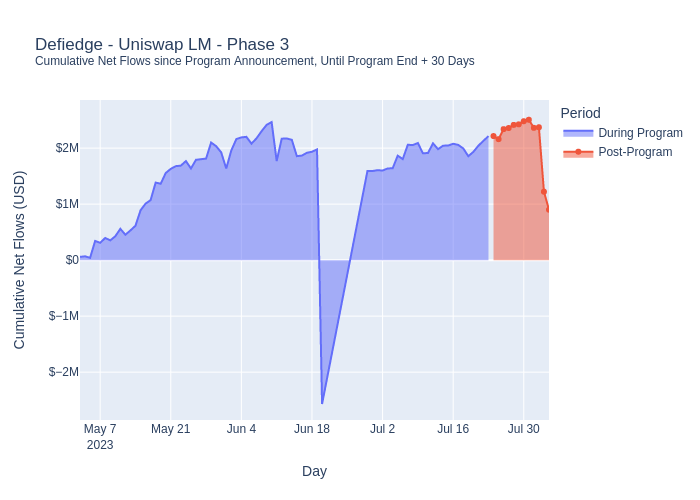 Defiedge - Uniswap LM - Phase 3
Cumulative Net Flows since Program Announcement, Until Program End + 30 Days
Period
During Program
Post-Program
Cumulative Net Flows (USD)
$2M
$1M
$0
$−1M
$−2M
May 7
2023
May 21
Jun 4
Jun 18
Jul 2
Jul 16
Jul 30
Day